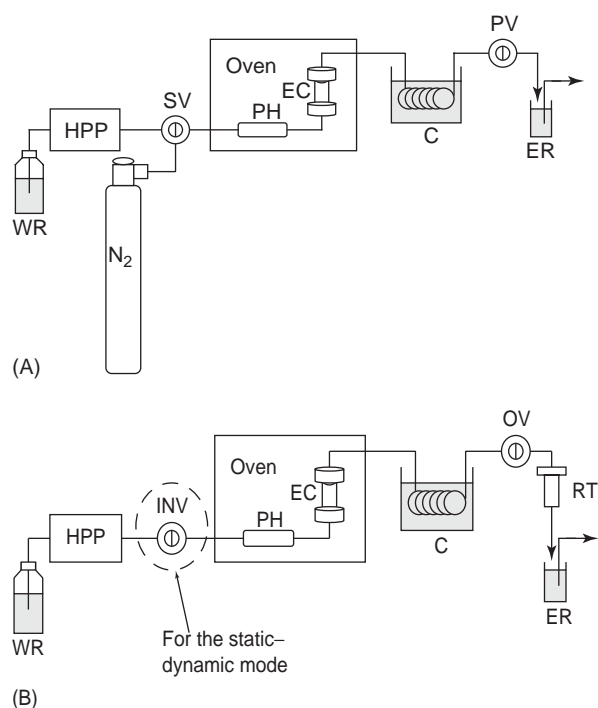 PV
Oven
SV
EC
HPP
PH
C
ER
WR
N₂
(A)
OV
Oven
INV
EC
RT
HPP
PH
C
WR
ER
For the static–
dynamic mode
(B)